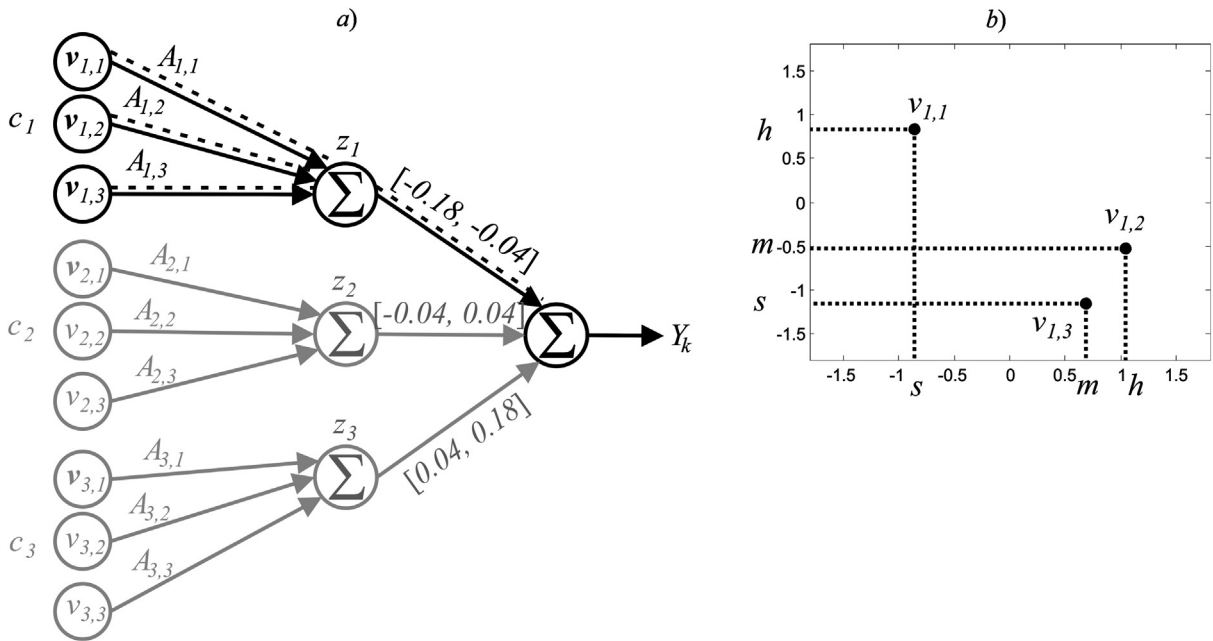 a)
v1,1
A1,1
c1
v1,2
A1,2
v1,3
A1,3
z1
Σ
[-0.18, -0.04]
v2,1
A2,1
c2
v2,2
A2,2
v2,3
A2,3
z2
Σ
[-0.04, 0.04]
Σ
Yk
v3,1
A3,1
c3
v3,2
A3,2
v3,3
A3,3
z3
Σ
[0.04, 0.18]
b)
1.5
1
h
0.5
0
m
-0.5
-1
s
-1.5
v1,1
v1,2
v1,3
-1.5 -1 -0.5 0 0.5 1 1.5
s m h